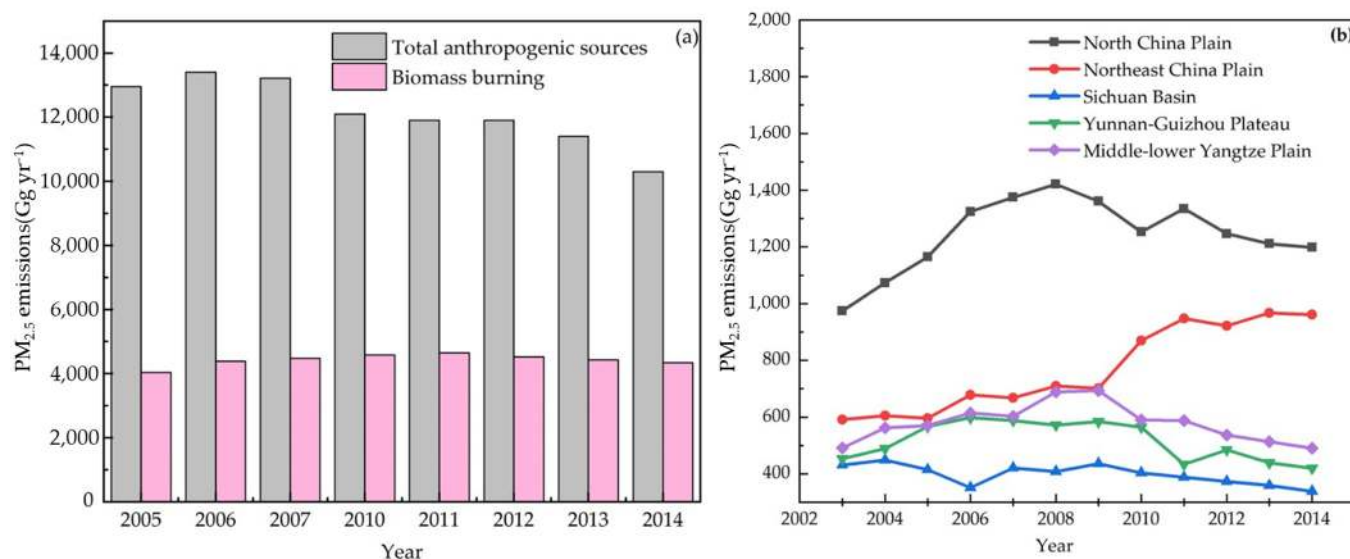 (a)
Total anthropogenic sources
Biomass burning
PM2.5 emissions(Gg yr⁻¹)
14,000
12,000
10,000
8,000
6,000
4,000
2,000
0
2005 2006 2007 2010 2011 2012 2013 2014
Year
(b)
North China Plain
Northeast China Plain
Sichuan Basin
Yunnan-Guizhou Plateau
Middle-lower Yangtze Plain
PM2.5 emissions(Gg yr⁻¹)
2,000
1,800
1,600
1,400
1,200
1,000
800
600
400
2002 2004 2006 2008 2010 2012 2014
Year